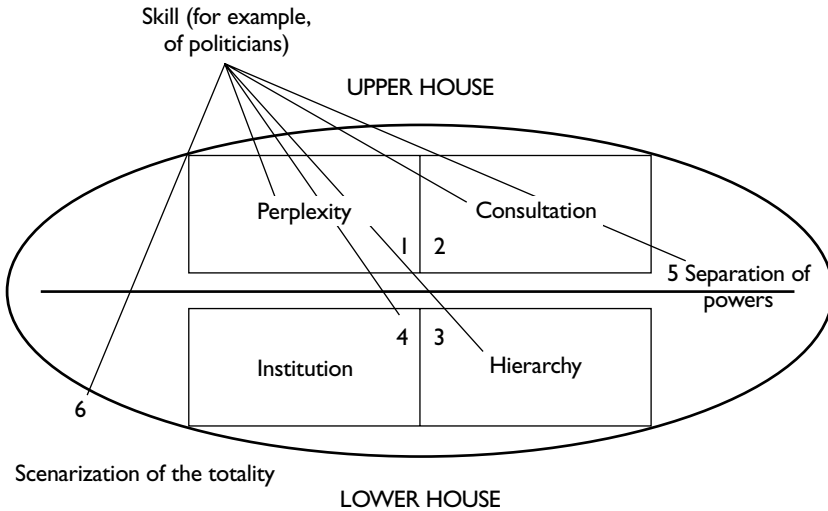 Skill (for example,
of politicians)
UPPER HOUSE
Perplexity
Consultation
1
2
5 Separation of
powers
4
3
Institution
Hierarchy
6
Scenarization of the totality
LOWER HOUSE